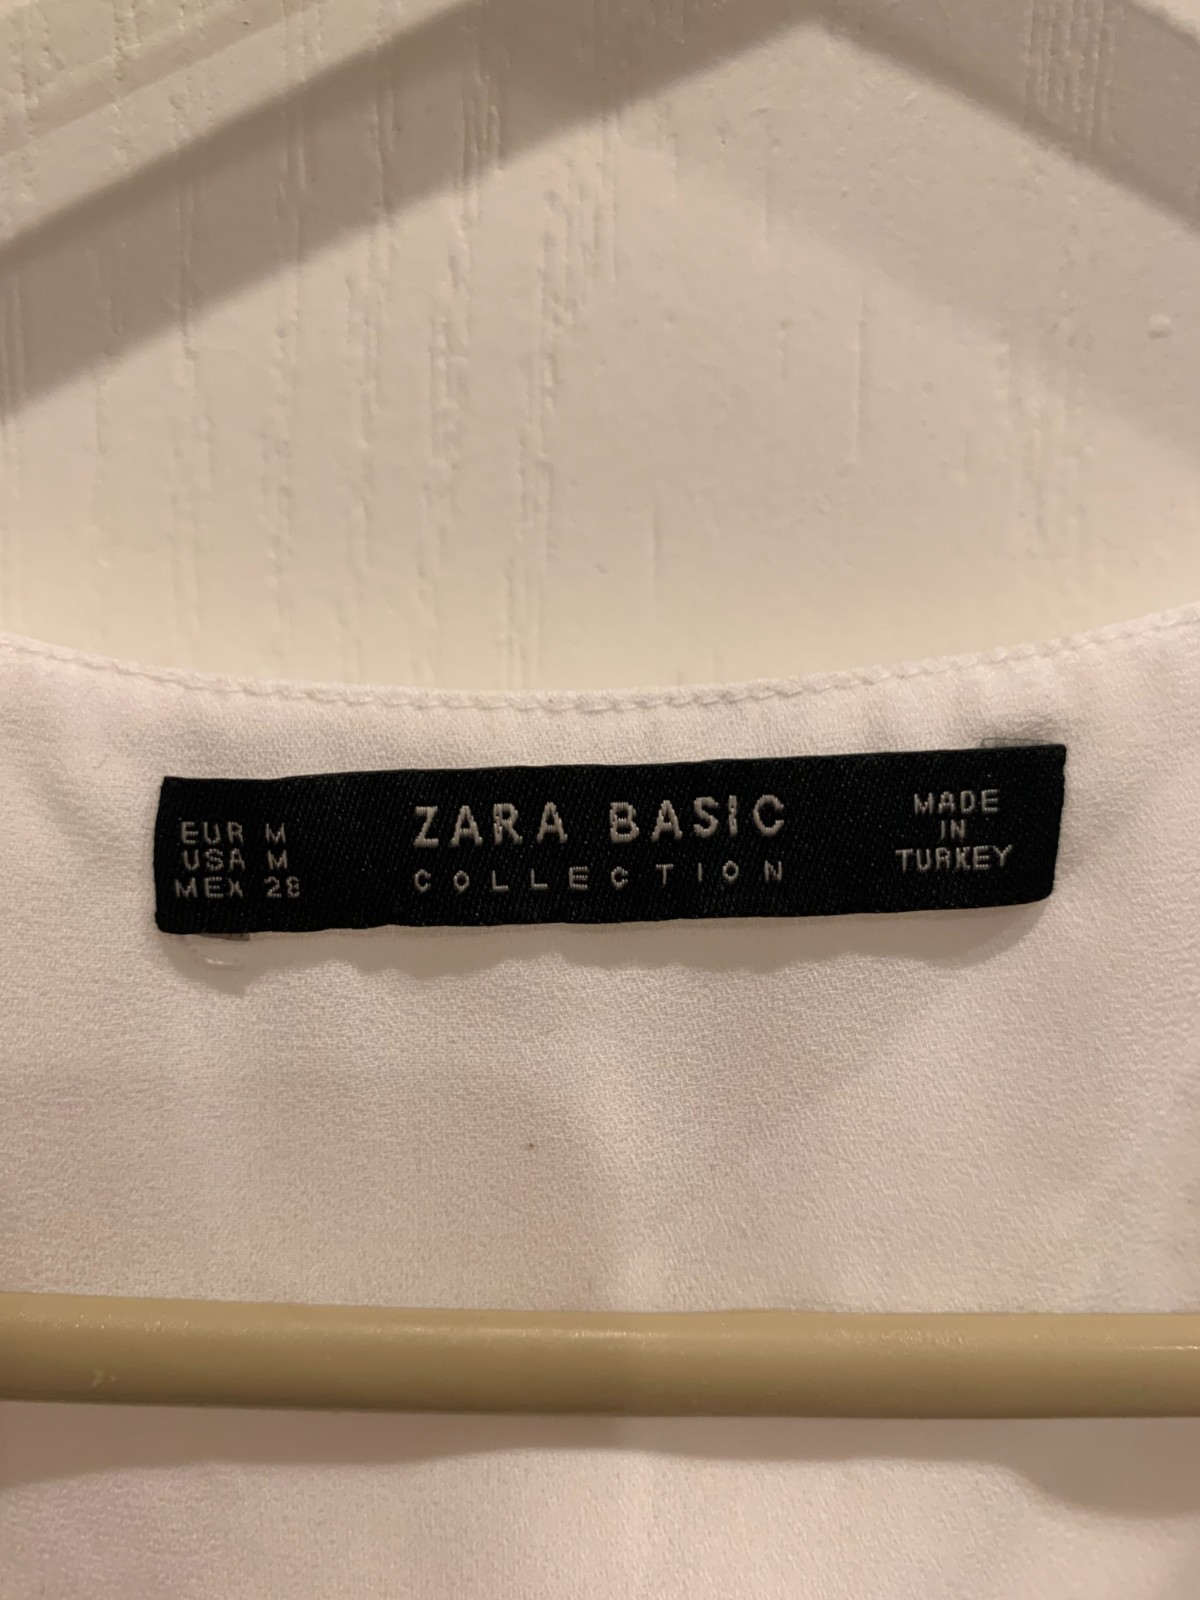 EUR M
USA M
MEX 28
ZARA BASIC
COLLECTION
MADE
IN
TURKEY